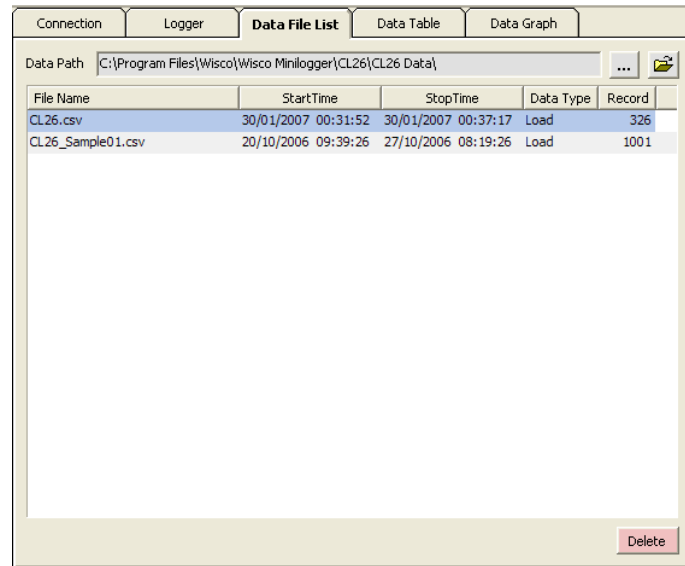 Connection Logger Data File List Data Table Data Graph
Data Path C:\Program Files\Wisco\Wisco Minilogger\CL26\CL26 Data\ ...
File Name StartTime StopTime Data Type Record
CL26.csv 30/01/2007 00:31:52 30/01/2007 00:37:17 Load 326
CL26_Sample01.csv 20/10/2006 09:39:26 27/10/2006 08:19:26 Load 1001
Delete